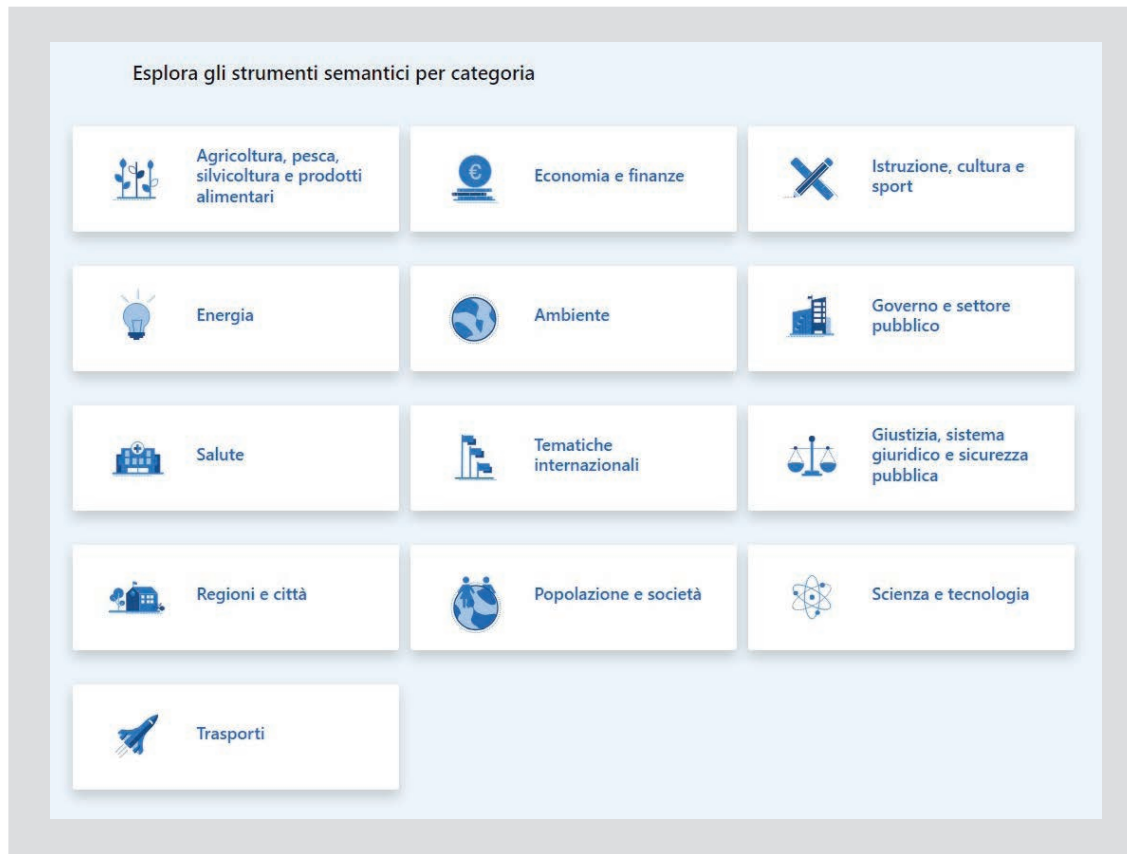 Esplora gli strumenti semantici per categoria
Agricoltura, pesca,
silvicoltura e prodotti
alimentari
Economia e finanze
Istruzione, cultura e
sport
Energia
Ambiente
Governo e settore
pubblico
Salute
Tematiche
internazionali
Giustizia, sistema
giuridico e sicurezza
pubblica
Regioni e città
Popolazione e società
Scienza e tecnologia
Trasporti